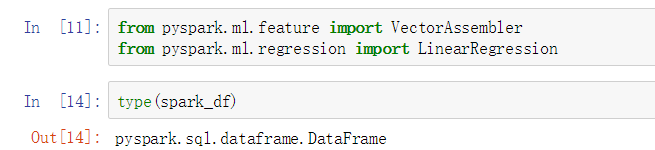 In [11]: from pyspark.ml.feature import VectorAssembler
from pyspark.ml.regression import LinearRegression
In [14]: type(spark_df)
Out[14]: pyspark.sql.dataframe.DataFrame